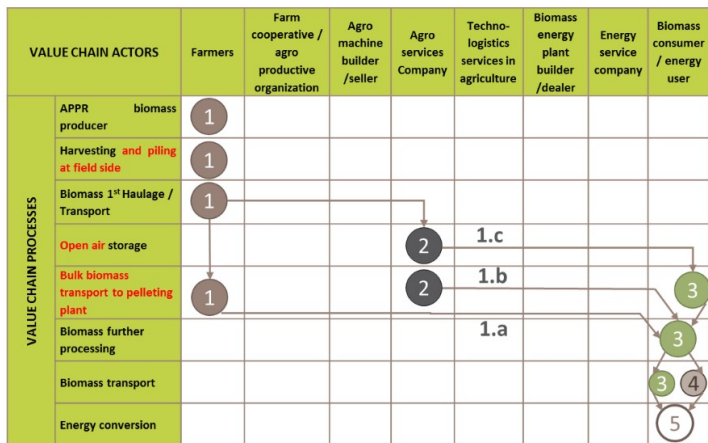 VALUE CHAIN ACTORS
Farmers
Farm
cooperative /
agro
productive
organization
Agro
machine
builder
/seller
Agro
services
Company
Techno-
logistics
services in
agriculture
Biomass
energy
plant
builder
/dealer
Energy
service
company
Biomass
consumer
/ energy
user
VALUE CHAIN PROCESSES
APPR biomass
producer
1
Harvesting and piling
at field side
1
Biomass 1st Haulage /
Transport
1
Open air storage
2
1.c
Bulk biomass
transport to pelleting
plant
1
2
1.b
3
Biomass further
processing
1.a
3
Biomass transport
3
4
Energy conversion
5